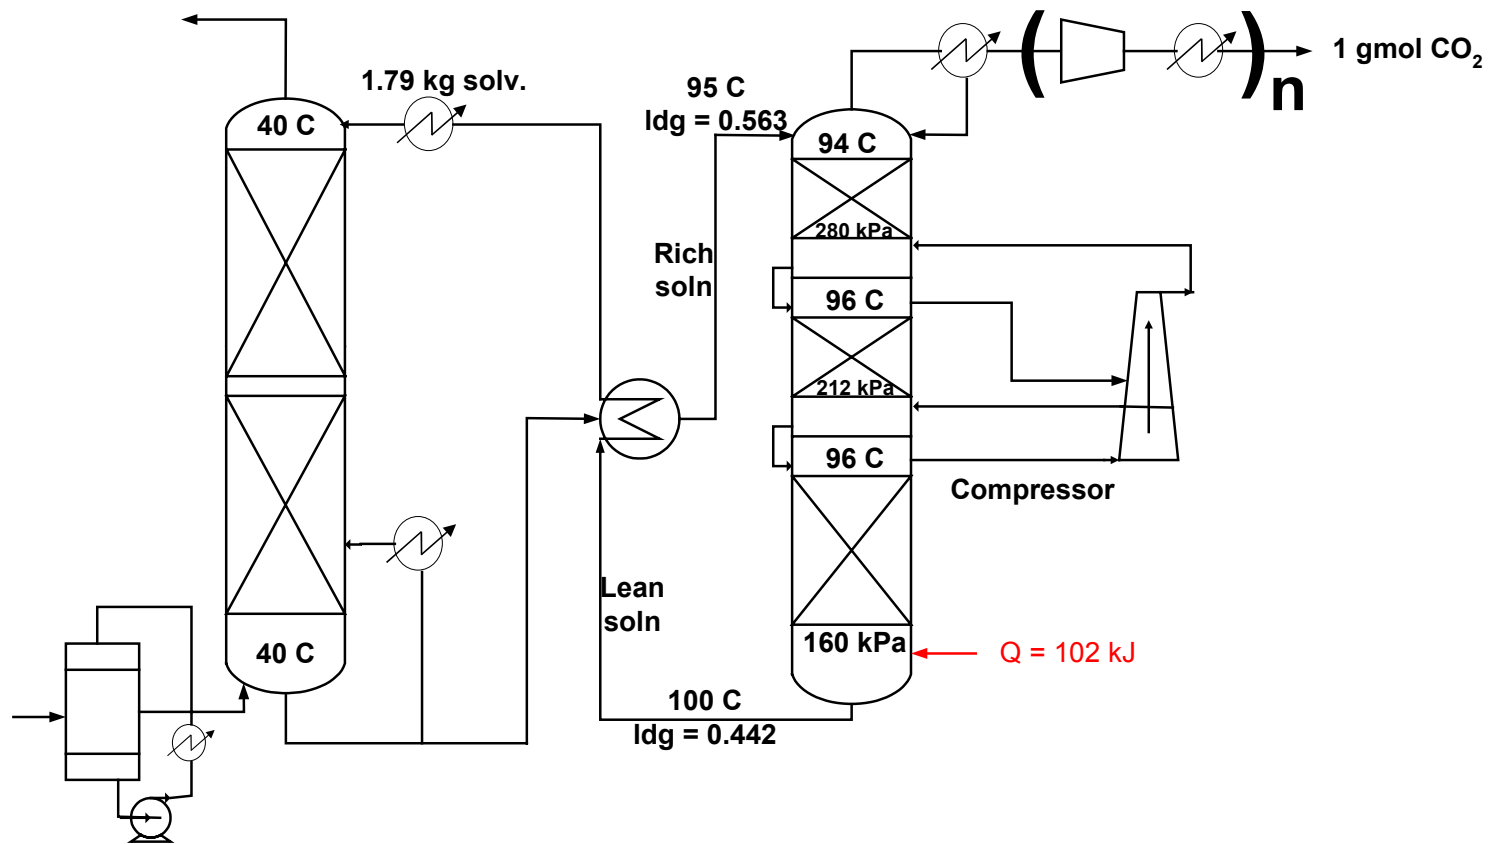 1 gmol CO₂
( ) n
1.79 kg solv.
95 C
ldg = 0.563
40 C
94 C
280 kPa
Rich
soln
96 C
212 kPa
96 C
Compressor
Lean
soln
40 C
160 kPa
Q = 102 kJ
100 C
ldg = 0.442